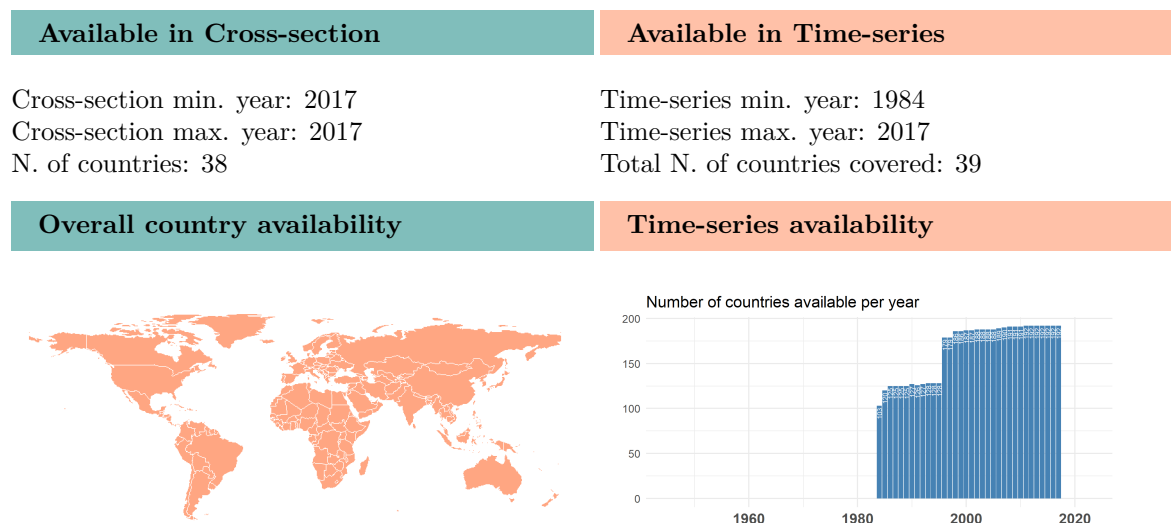 Available in Cross-section
Available in Time-series
Cross-section min. year: 2017
Cross-section max. year: 2017
N. of countries: 38
Time-series min. year: 1984
Time-series max. year: 2017
Total N. of countries covered: 39
Overall country availability
Time-series availability
Number of countries available per year
200
150
100
50
0
1960
1980
2000
2020